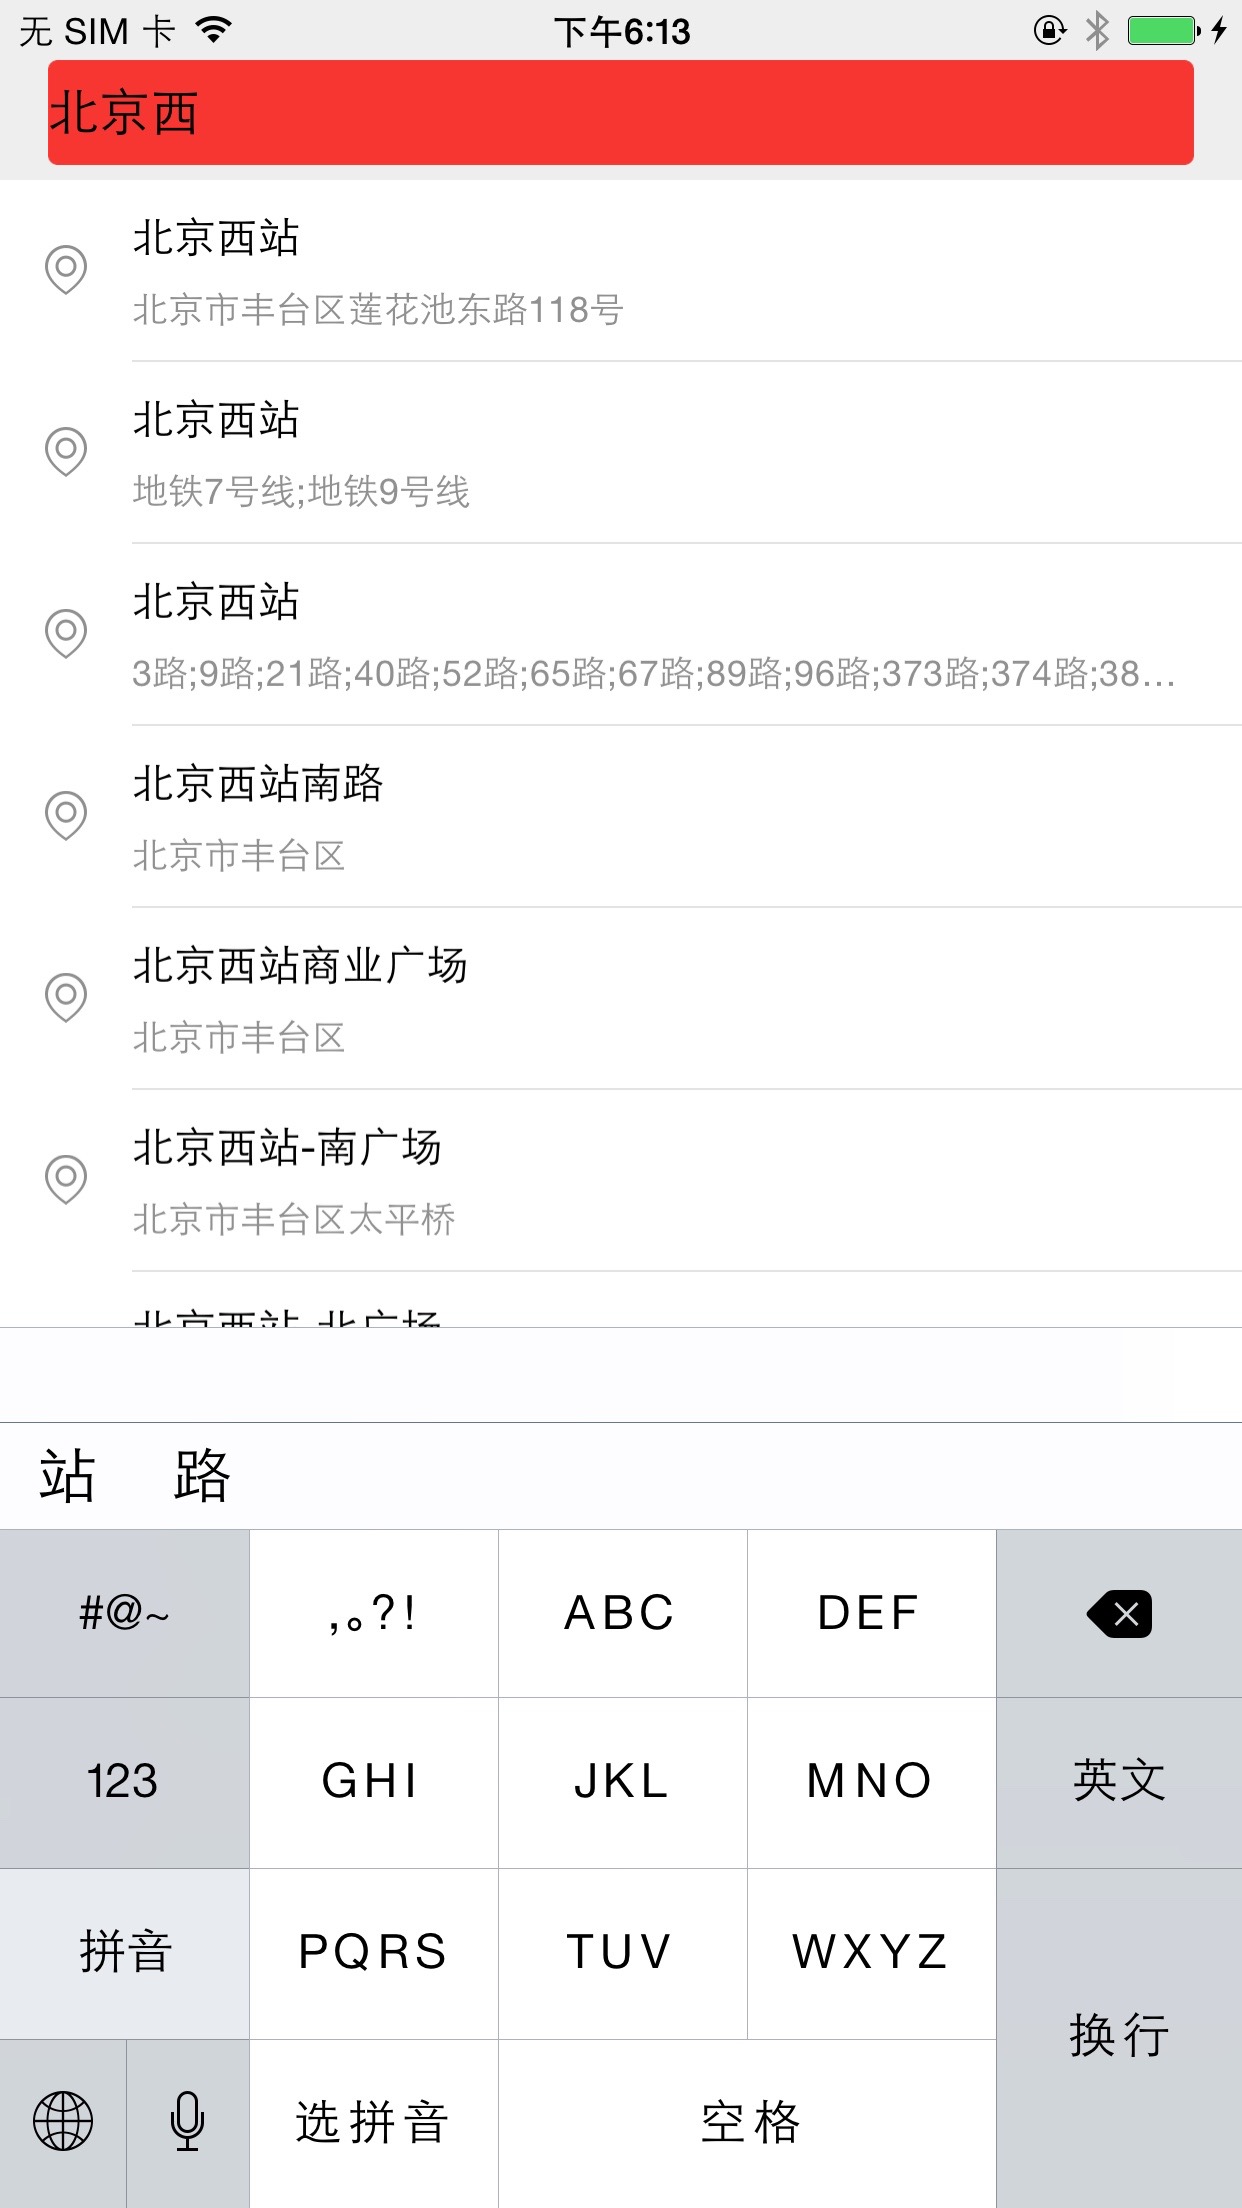 无 SIM 卡 下午6:13
北京西
北京西站
北京市丰台区莲花池东路118号
北京西站
地铁7号线;地铁9号线
北京西站
3路;9路;21路;40路;52路;65路;67路;89路;96路;373路;374路;38...
北京西站南路
北京市丰台区
北京西站商业广场
北京市丰台区
北京西站-南广场
北京市丰台区太平桥
北京西站-北广场
站 路
#@~ ,。?! ABC DEF
123 GHI JKL MNO 英文
拼音 PQRS TUV WXYZ
换行
选拼音 空格